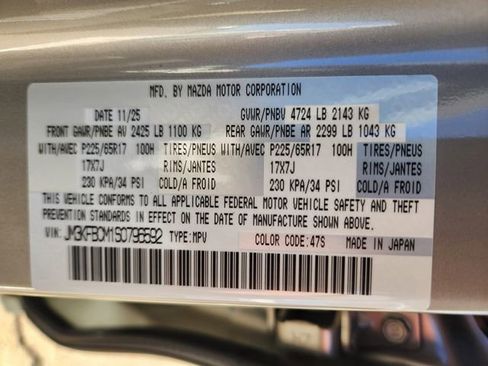 MFD. BY MAZDA MOTOR CORPORATION
DATE 11/25 GVWR/PNBV 4724 LB 2143 KG
FRONT GAWR/PNBE AV 2425 LB 1100 KG REAR GAWR/PNBE AR 2299 LB 1043 KG
WITH/AVEC P225/65R17 100H TIRES/PNEUS WITH/AVEC P225/65R17 100H TIRES/PNEUS
17X7J RIMS/JANTES 17X7J RIMS/JANTES
230 KPA/34 PSI COLD/A FROID 230 KPA/34 PSI COLD/A FROID
THIS VEHICLE CONFORMS TO ALL APPLICABLE FEDERAL MOTOR VEHICLE SAFETY AND THEFT
PREVENTION STANDARDS IN EFFECT ON THE DATE OF MANUFACTURE SHOWN ABOVE.
VIN: JM3KFBCM1S0796592 TYPE: MPV COLOR CODE: 47S MADE IN JAPAN